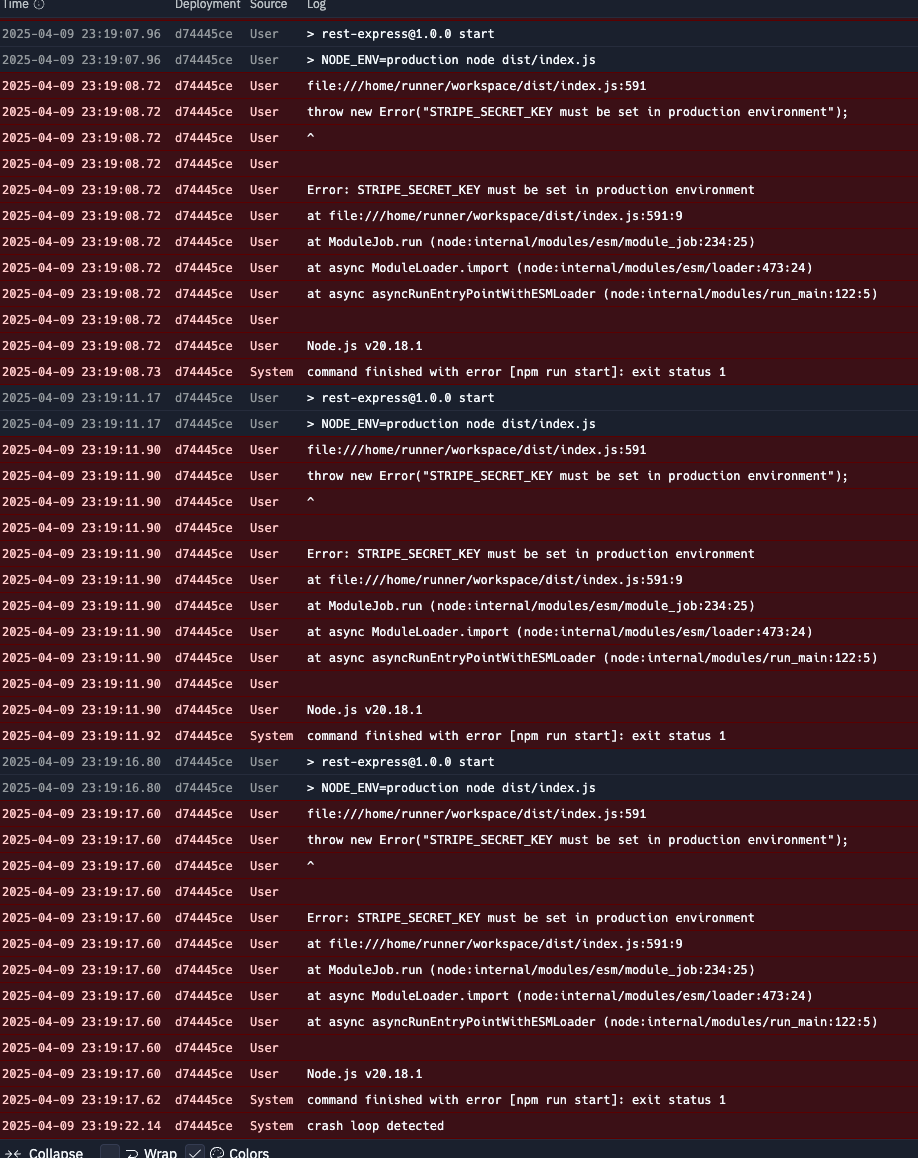 Time Deployment Source Log
2025-04-09 23:19:07.96 d74445ce User > rest-express@1.0.0 start
2025-04-09 23:19:07.96 d74445ce User > NODE_ENV=production node dist/index.js
2025-04-09 23:19:08.72 d74445ce User file:///home/runner/workspace/dist/index.js:591
2025-04-09 23:19:08.72 d74445ce User throw new Error("STRIPE_SECRET_KEY must be set in production environment");
2025-04-09 23:19:08.72 d74445ce User ^
2025-04-09 23:19:08.72 d74445ce User
2025-04-09 23:19:08.72 d74445ce User Error: STRIPE_SECRET_KEY must be set in production environment
2025-04-09 23:19:08.72 d74445ce User at file:///home/runner/workspace/dist/index.js:591:9
2025-04-09 23:19:08.72 d74445ce User at ModuleJob.run (node:internal/modules/esm/module_job:234:25)
2025-04-09 23:19:08.72 d74445ce User at async ModuleLoader.import (node:internal/modules/esm/loader:473:24)
2025-04-09 23:19:08.72 d74445ce User at async asyncRunEntryPointWithESMLoader (node:internal/modules/run_main:122:5)
2025-04-09 23:19:08.72 d74445ce User
2025-04-09 23:19:08.72 d74445ce User Node.js v20.18.1
2025-04-09 23:19:08.73 d74445ce System command finished with error [npm run start]: exit status 1
2025-04-09 23:19:11.17 d74445ce User > rest-express@1.0.0 start
2025-04-09 23:19:11.17 d74445ce User > NODE_ENV=production node dist/index.js
2025-04-09 23:19:11.90 d74445ce User file:///home/runner/workspace/dist/index.js:591
2025-04-09 23:19:11.90 d74445ce User throw new Error("STRIPE_SECRET_KEY must be set in production environment");
2025-04-09 23:19:11.90 d74445ce User ^
2025-04-09 23:19:11.90 d74445ce User
2025-04-09 23:19:11.90 d74445ce User Error: STRIPE_SECRET_KEY must be set in production environment
2025-04-09 23:19:11.90 d74445ce User at file:///home/runner/workspace/dist/index.js:591:9
2025-04-09 23:19:11.90 d74445ce User at ModuleJob.run (node:internal/modules/esm/module_job:234:25)
2025-04-09 23:19:11.90 d74445ce User at async ModuleLoader.import (node:internal/modules/esm/loader:473:24)
2025-04-09 23:19:11.90 d74445ce User at async asyncRunEntryPointWithESMLoader (node:internal/modules/run_main:122:5)
2025-04-09 23:19:11.90 d74445ce User
2025-04-09 23:19:11.90 d74445ce User Node.js v20.18.1
2025-04-09 23:19:11.92 d74445ce System command finished with error [npm run start]: exit status 1
2025-04-09 23:19:16.80 d74445ce User > rest-express@1.0.0 start
2025-04-09 23:19:16.80 d74445ce User > NODE_ENV=production node dist/index.js
2025-04-09 23:19:17.60 d74445ce User file:///home/runner/workspace/dist/index.js:591
2025-04-09 23:19:17.60 d74445ce User throw new Error("STRIPE_SECRET_KEY must be set in production environment");
2025-04-09 23:19:17.60 d74445ce User ^
2025-04-09 23:19:17.60 d74445ce User
2025-04-09 23:19:17.60 d74445ce User Error: STRIPE_SECRET_KEY must be set in production environment
2025-04-09 23:19:17.60 d74445ce User at file:///home/runner/workspace/dist/index.js:591:9
2025-04-09 23:19:17.60 d74445ce User at ModuleJob.run (node:internal/modules/esm/module_job:234:25)
2025-04-09 23:19:17.60 d74445ce User at async ModuleLoader.import (node:internal/modules/esm/loader:473:24)
2025-04-09 23:19:17.60 d74445ce User at async asyncRunEntryPointWithESMLoader (node:internal/modules/run_main:122:5)
2025-04-09 23:19:17.60 d74445ce User
2025-04-09 23:19:17.60 d74445ce User Node.js v20.18.1
2025-04-09 23:19:17.62 d74445ce System command finished with error [npm run start]: exit status 1
2025-04-09 23:19:22.14 d74445ce System crash loop detected
Collapse Wrap Colors